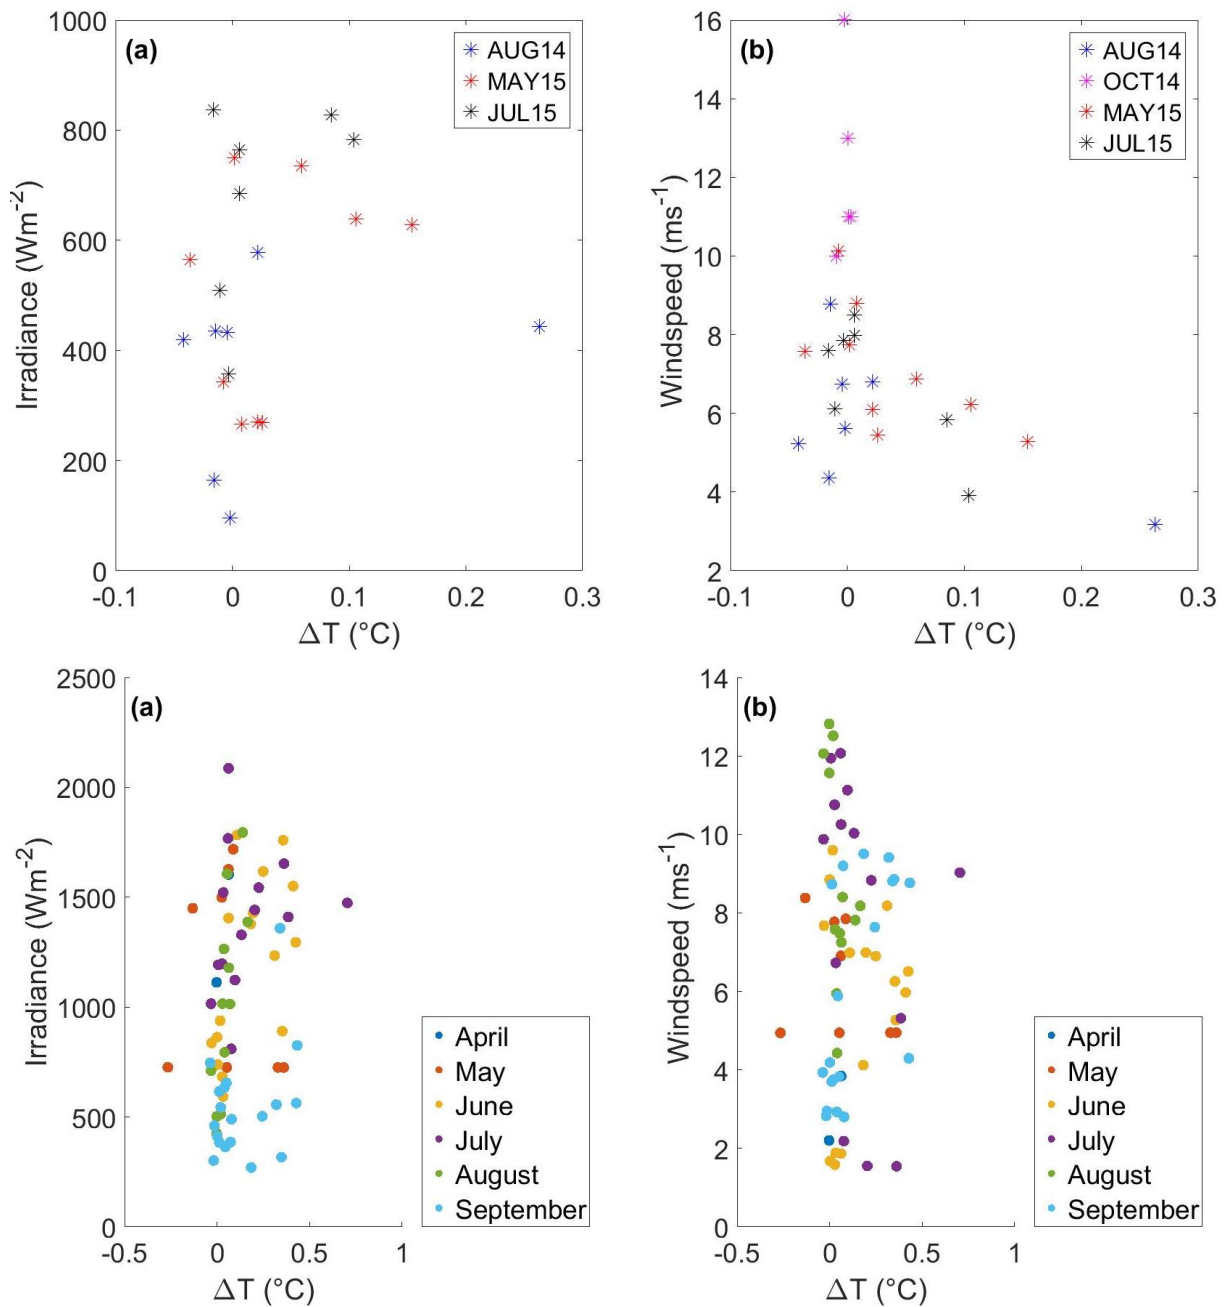 (a)
AUG14
MAY15
JUL15
1000
800
600
400
200
0
-0.1
0
0.1
0.2
0.3
Irradiance (Wm-2)
ΔT (°C)
(b)
AUG14
OCT14
MAY15
JUL15
16
14
12
10
8
6
4
2
-0.1
0
0.1
0.2
0.3
Windspeed (ms-1)
ΔT (°C)
(a)
2500
2000
1500
1000
500
0
-0.5
0
0.5
1
Irradiance (Wm-2)
ΔT (°C)
April
May
June
July
August
September
(b)
14
12
10
8
6
4
2
0
-0.5
0
0.5
1
Windspeed (ms-1)
ΔT (°C)
April
May
June
July
August
September